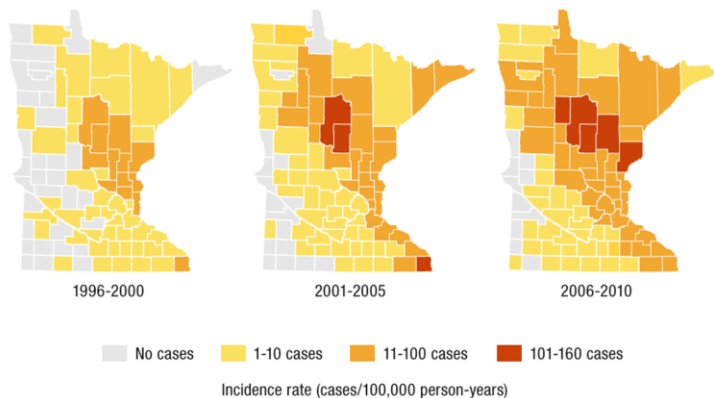 1996-2000
2001-2005
2006-2010
No cases
1-10 cases
11-100 cases
101-160 cases
Incidence rate (cases/100,000 person-years)